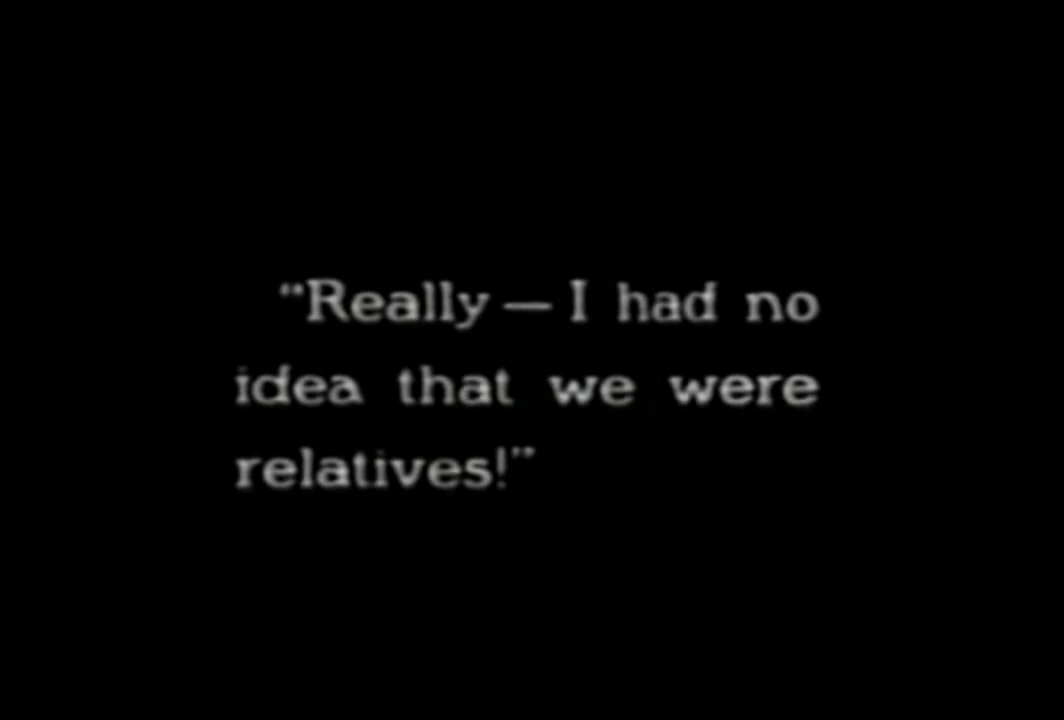 “Really — I had no
idea that we were
relatives!”